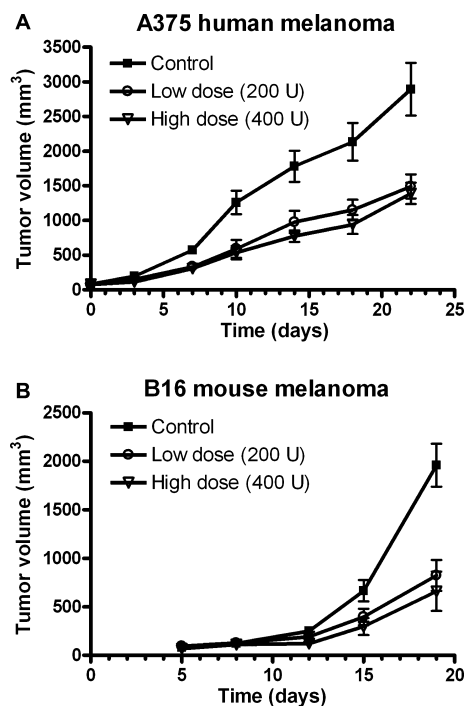 A
A375 human melanoma
3500
3000
2500
2000
1500
1000
500
0
Tumor volume (mm³)
Control
Low dose (200 U)
High dose (400 U)
0 5 10 15 20 25
Time (days)
B
B16 mouse melanoma
2500
2000
1500
1000
500
0
Tumor volume (mm³)
Control
Low dose (200 U)
High dose (400 U)
0 5 10 15 20
Time (days)